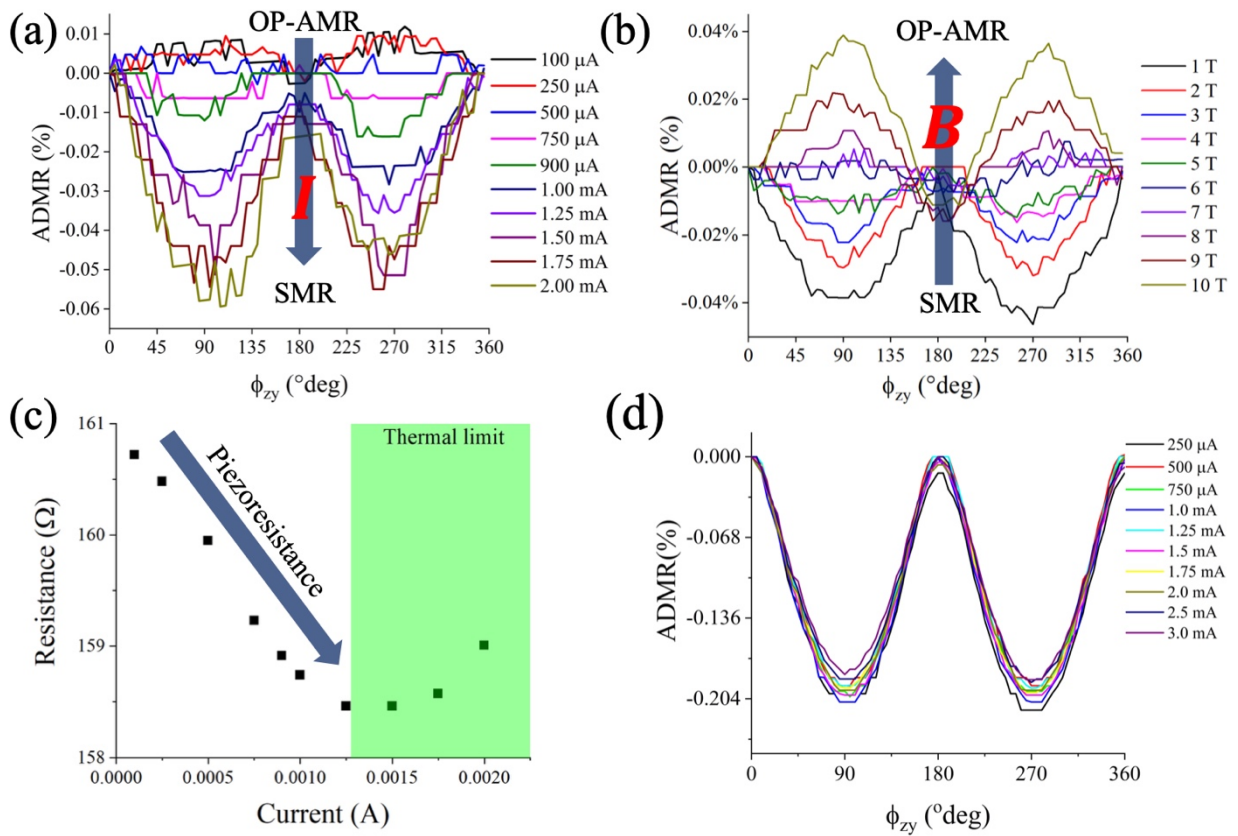 (a)
OP-AMR
I
SMR
ADMR (%)
0.01
0.00
-0.01
-0.02
-0.03
-0.04
-0.05
-0.06
0 45 90 135 180 225 270 315 360
ϕzy (°deg)
100 μA
250 μA
500 μA
750 μA
900 μA
1.00 mA
1.25 mA
1.50 mA
1.75 mA
2.00 mA
(b)
OP-AMR
B
SMR
ADMR (%)
0.04%
0.02%
0.00%
-0.02%
-0.04%
0 45 90 135 180 225 270 315 360
ϕzy (°deg)
1 T
2 T
3 T
4 T
5 T
6 T
7 T
8 T
9 T
10 T
(c)
Thermal limit
Piezoresistance
Resistance (Ω)
161
160
159
158
0.0000 0.0005 0.0010 0.0015 0.0020
Current (A)
(d)
ADMR(%)
0.000
-0.068
-0.136
-0.204
0 90 180 270 360
ϕzy (°deg)
250 μA
500 μA
750 μA
1.0 mA
1.25 mA
1.5 mA
1.75 mA
2.0 mA
2.5 mA
3.0 mA